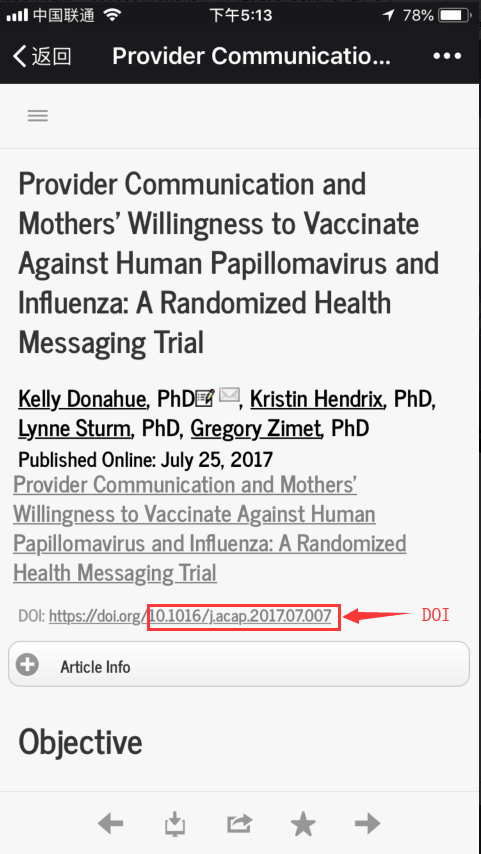 中国联通 下午5:13 78%
返回 Provider Communicatio...
Provider Communication and
Mothers' Willingness to Vaccinate
Against Human Papillomavirus and
Influenza: A Randomized Health
Messaging Trial
Kelly Donahue, PhD, Kristin Hendrix, PhD,
Lynne Sturm, PhD, Gregory Zimet, PhD
Published Online: July 25, 2017
Provider Communication and Mothers'
Willingness to Vaccinate Against Human
Papillomavirus and Influenza: A Randomized
Health Messaging Trial
DOI: https://doi.org/10.1016/j.acap.2017.07.007 DOI
Article Info
Objective